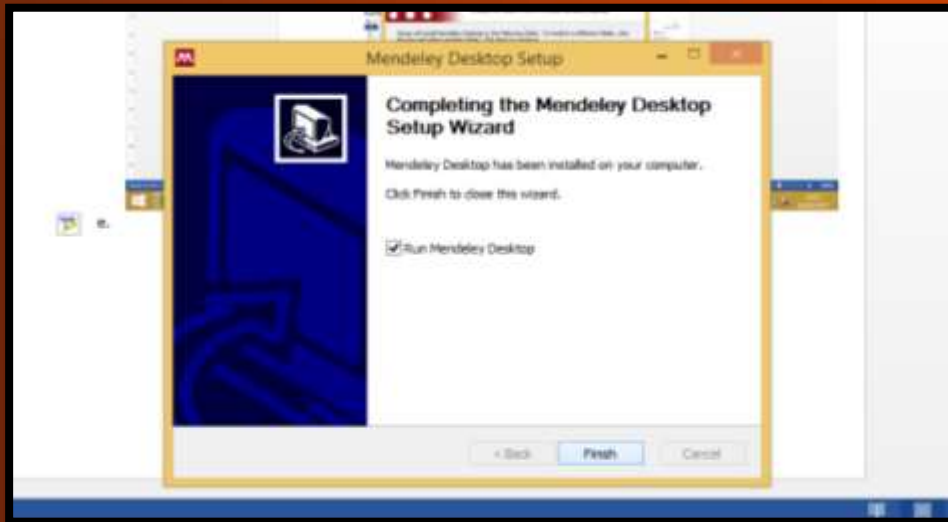 Mendeley Desktop Setup
Completing the Mendeley Desktop
Setup Wizard
Mendeley Desktop has been installed on your computer.
Click Finish to close this wizard.
e.
Run Mendeley Desktop
< Back Finish Cancel